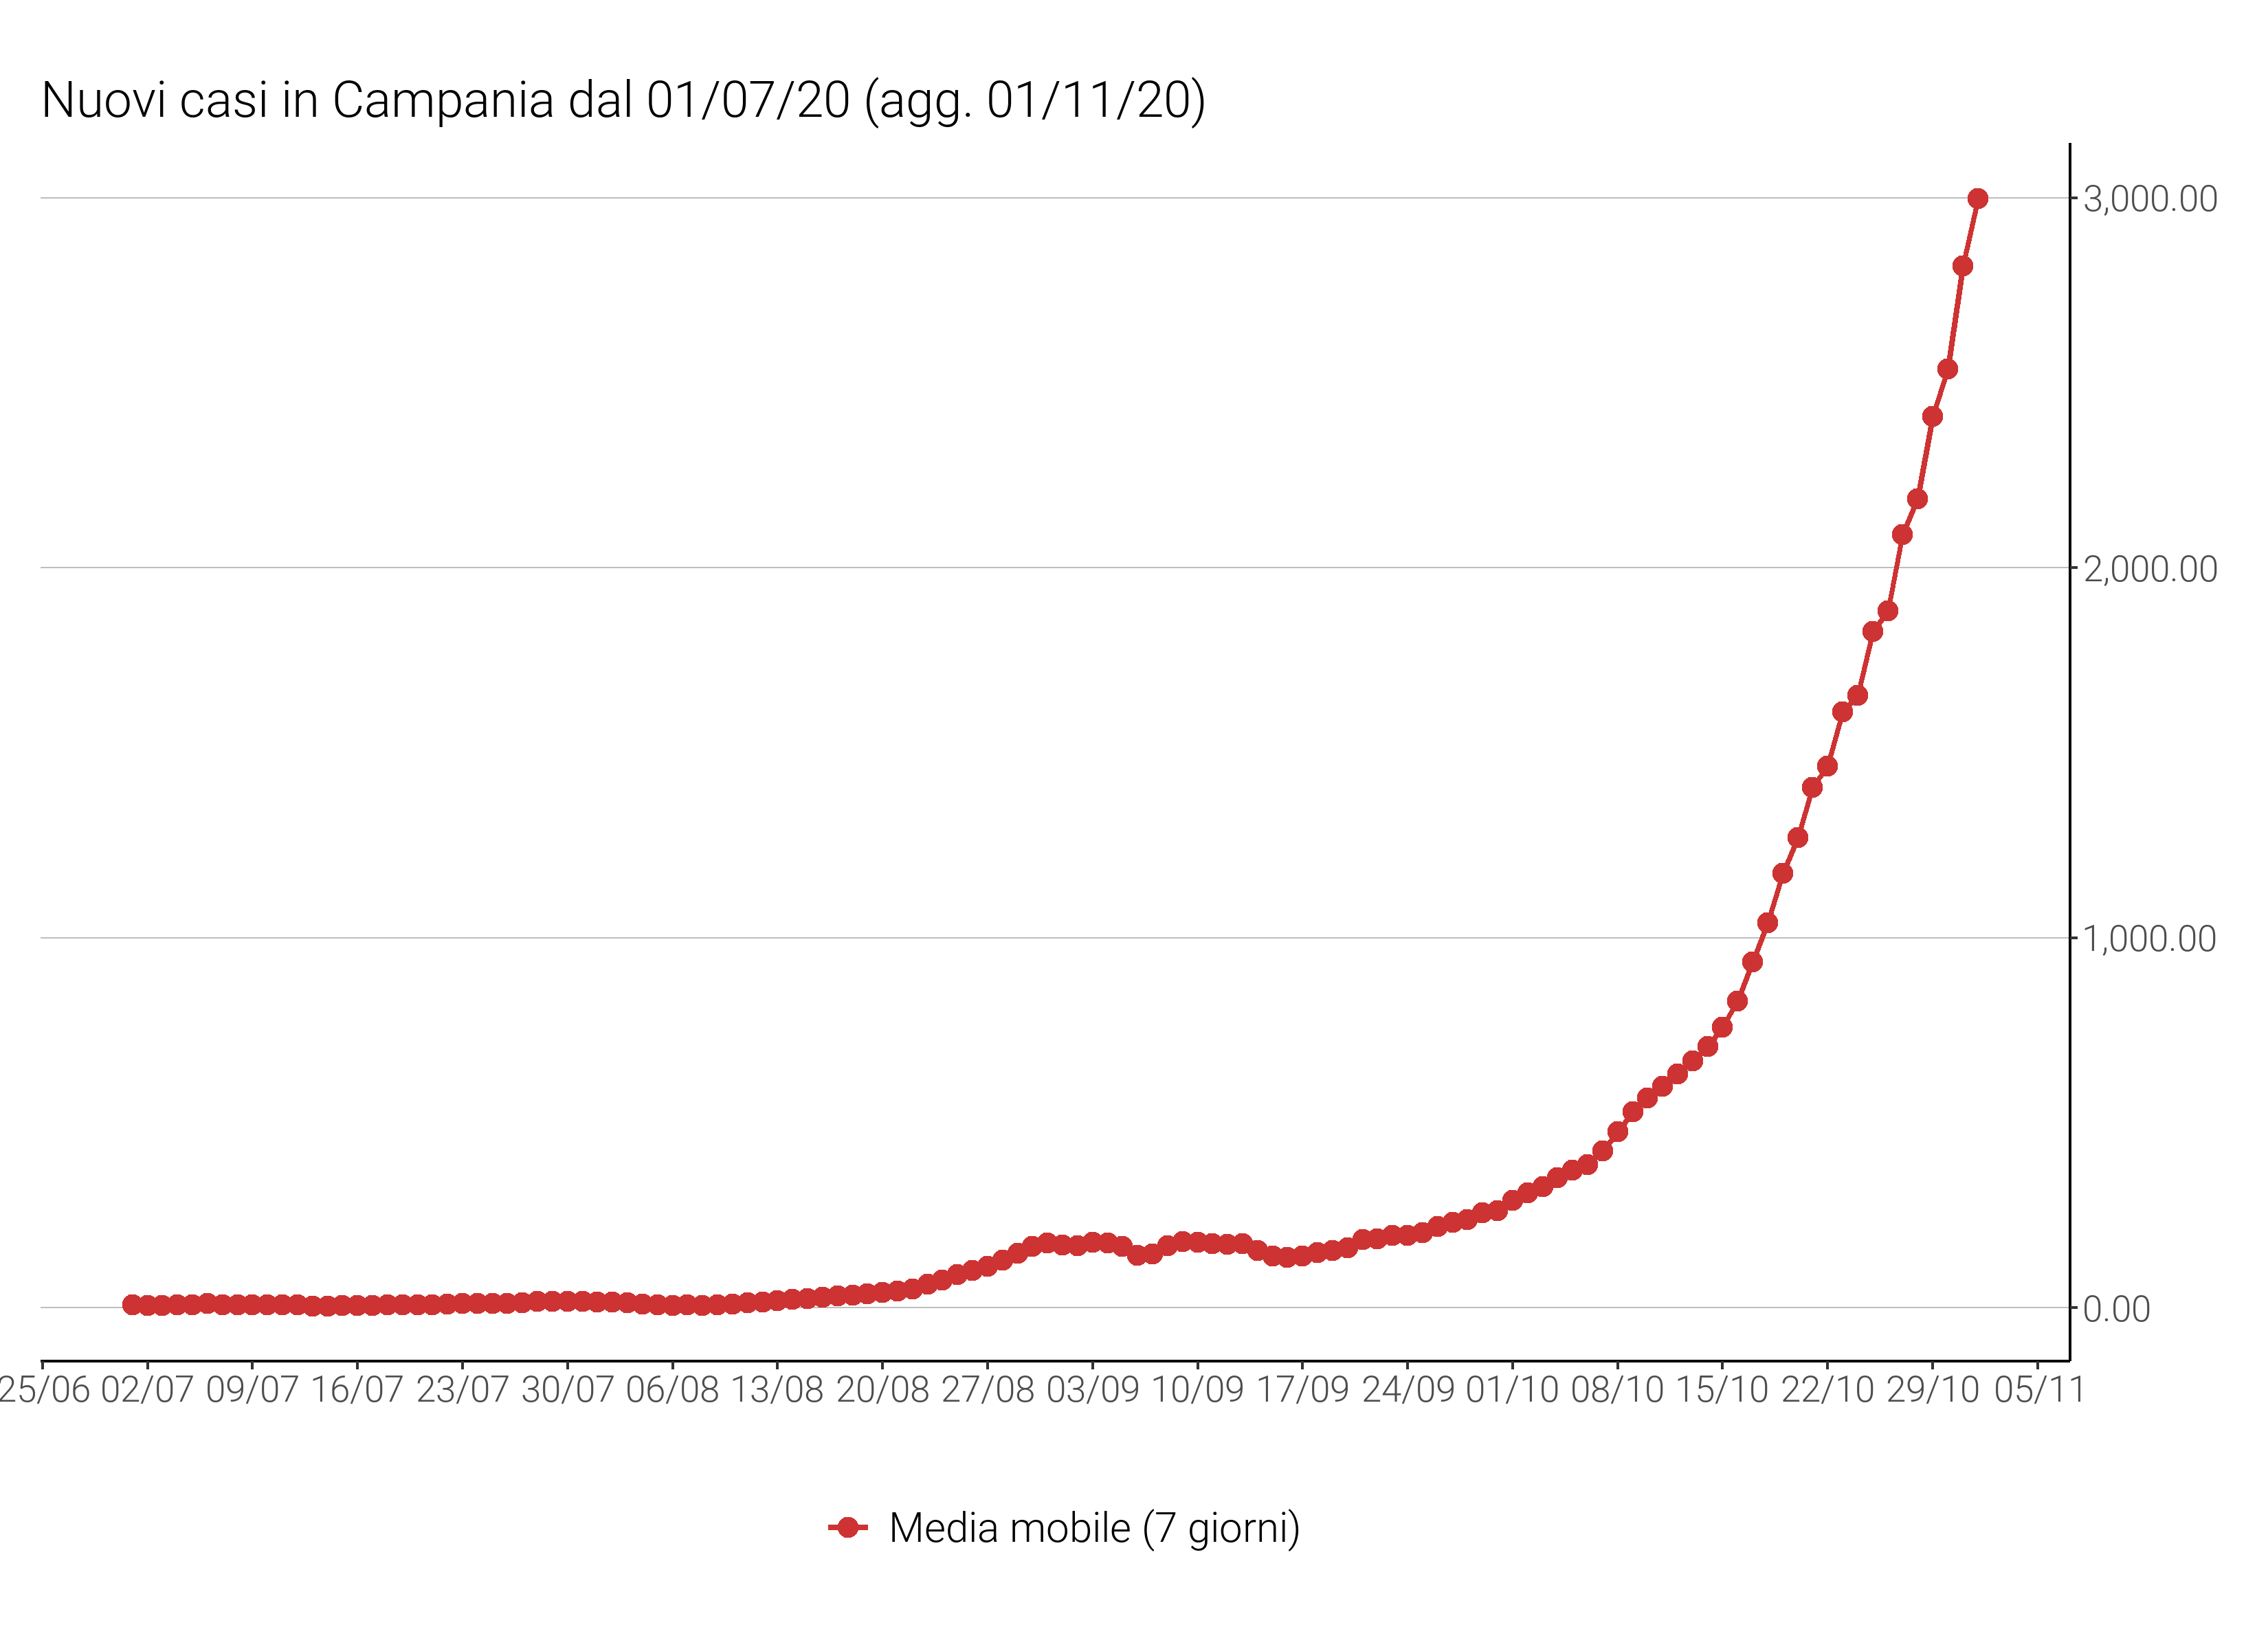 Nuovi casi in Campania dal 01/07/20 (agg. 01/11/20)
3,000.00
2,000.00
1,000.00
0.00
25/06 02/07 09/07 16/07 23/07 30/07 06/08 13/08 20/08 27/08 03/09 10/09 17/09 24/09 01/10 08/10 15/10 22/10 29/10 05/11
Media mobile (7 giorni)